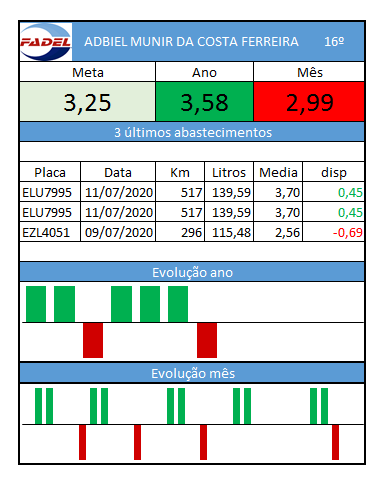 FADEL
ADBIEL MUNIR DA COSTA FERREIRA 16º
Meta Ano Mês
3,25 3,58 2,99
3 últimos abastecimentos
Placa Data Km Litros Media disp
ELU7995 11/07/2020 517 139,59 3,70 0,45
ELU7995 11/07/2020 517 139,59 3,70 0,45
EZL4051 09/07/2020 296 115,48 2,56 -0,69
Evolução ano
Evolução mês